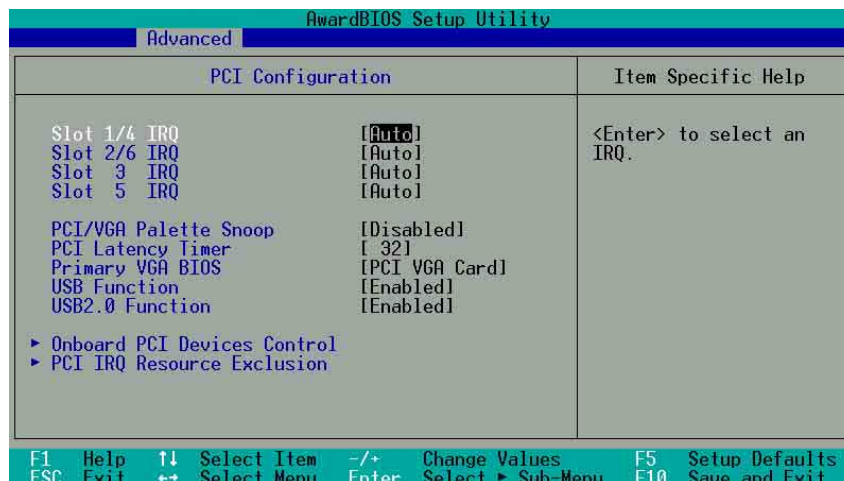 AwardBIOS Setup Utility
Advanced
PCI Configuration
Item Specific Help
Slot 1/4 IRQ [Auto]
Slot 2/6 IRQ [Auto]
Slot 3 IRQ [Auto]
Slot 5 IRQ [Auto]
PCI/VGA Palette Snoop [Disabled]
PCI Latency Timer [ 32]
Primary VGA BIOS [PCI VGA Card]
USB Function [Enabled]
USB2.0 Function [Enabled]
► Onboard PCI Devices Control
► PCI IRQ Resource Exclusion
<Enter> to select an
IRQ.
F1 Help ↑↓ Select Item -/+ Change Values F5 Setup Defaults
ESC Exit ←→ Select Menu Enter Select ► Sub-Menu F10 Save and Exit